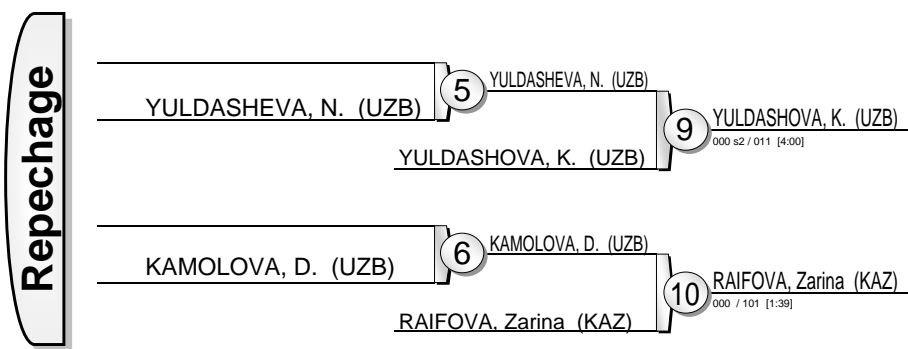 Repechage
YULDASHEVA, N. (UZB)
5
YULDASHEVA, N. (UZB)
YULDASHOVA, K. (UZB)
9
YULDASHOVA, K. (UZB)
000 s2 / 011 [4:00]
KAMOLOVA, D. (UZB)
6
KAMOLOVA, D. (UZB)
RAIFOVA, Zarina (KAZ)
10
RAIFOVA, Zarina (KAZ)
000 / 101 [1:39]